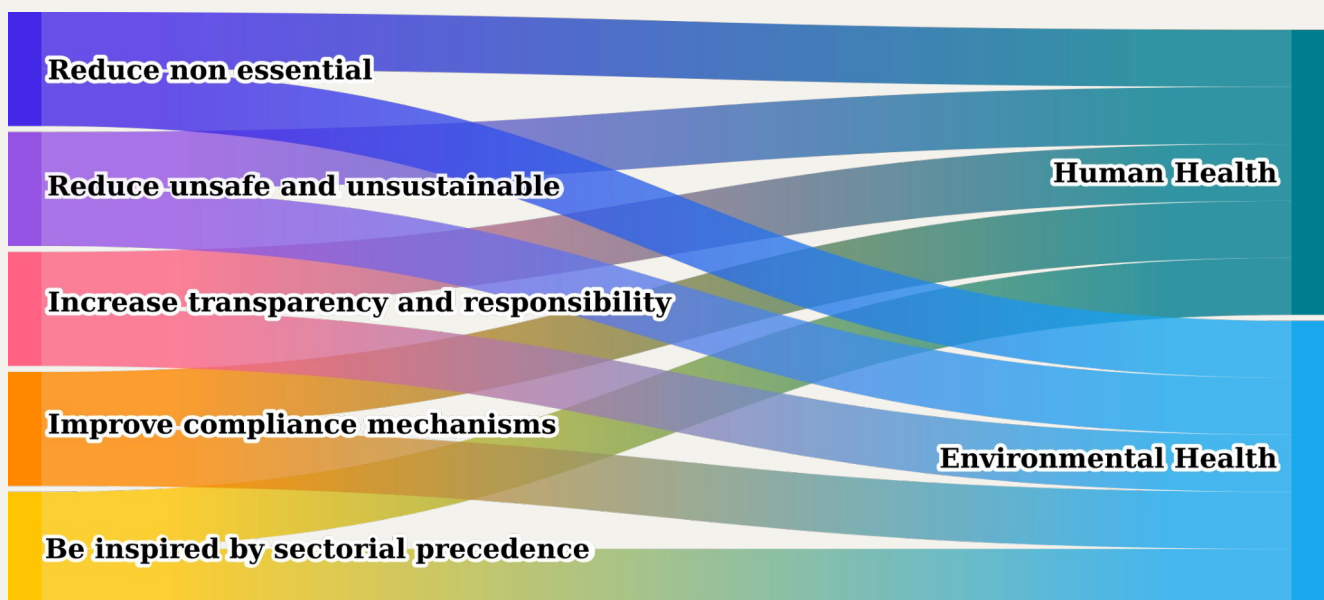 Reduce non essential
Reduce unsafe and unsustainable
Human Health
Increase transparency and responsibility
Improve compliance mechanisms
Environmental Health
Be inspired by sectorial precedence